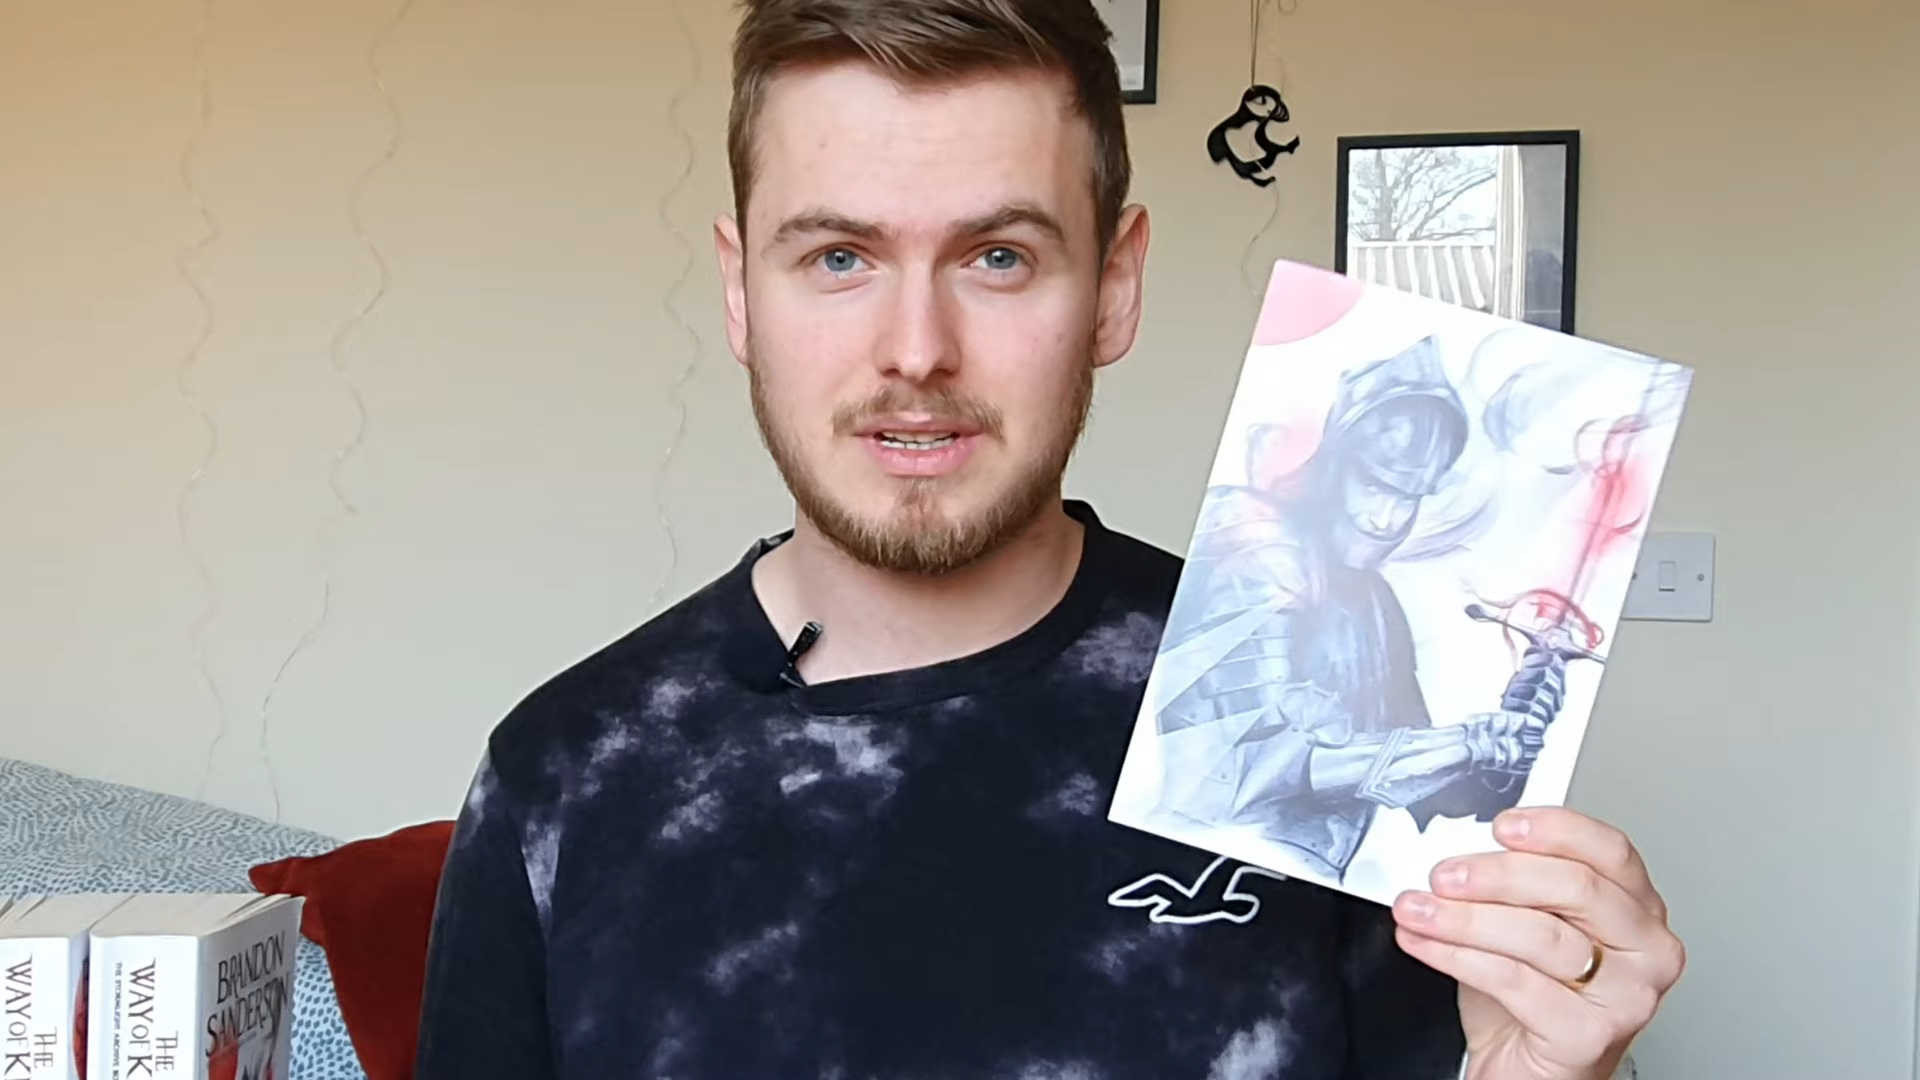 THE
WAY OF K
THE
WAY OF K
THE STORMLIGHT ARCHIVE
BRANDON
SANDERSON